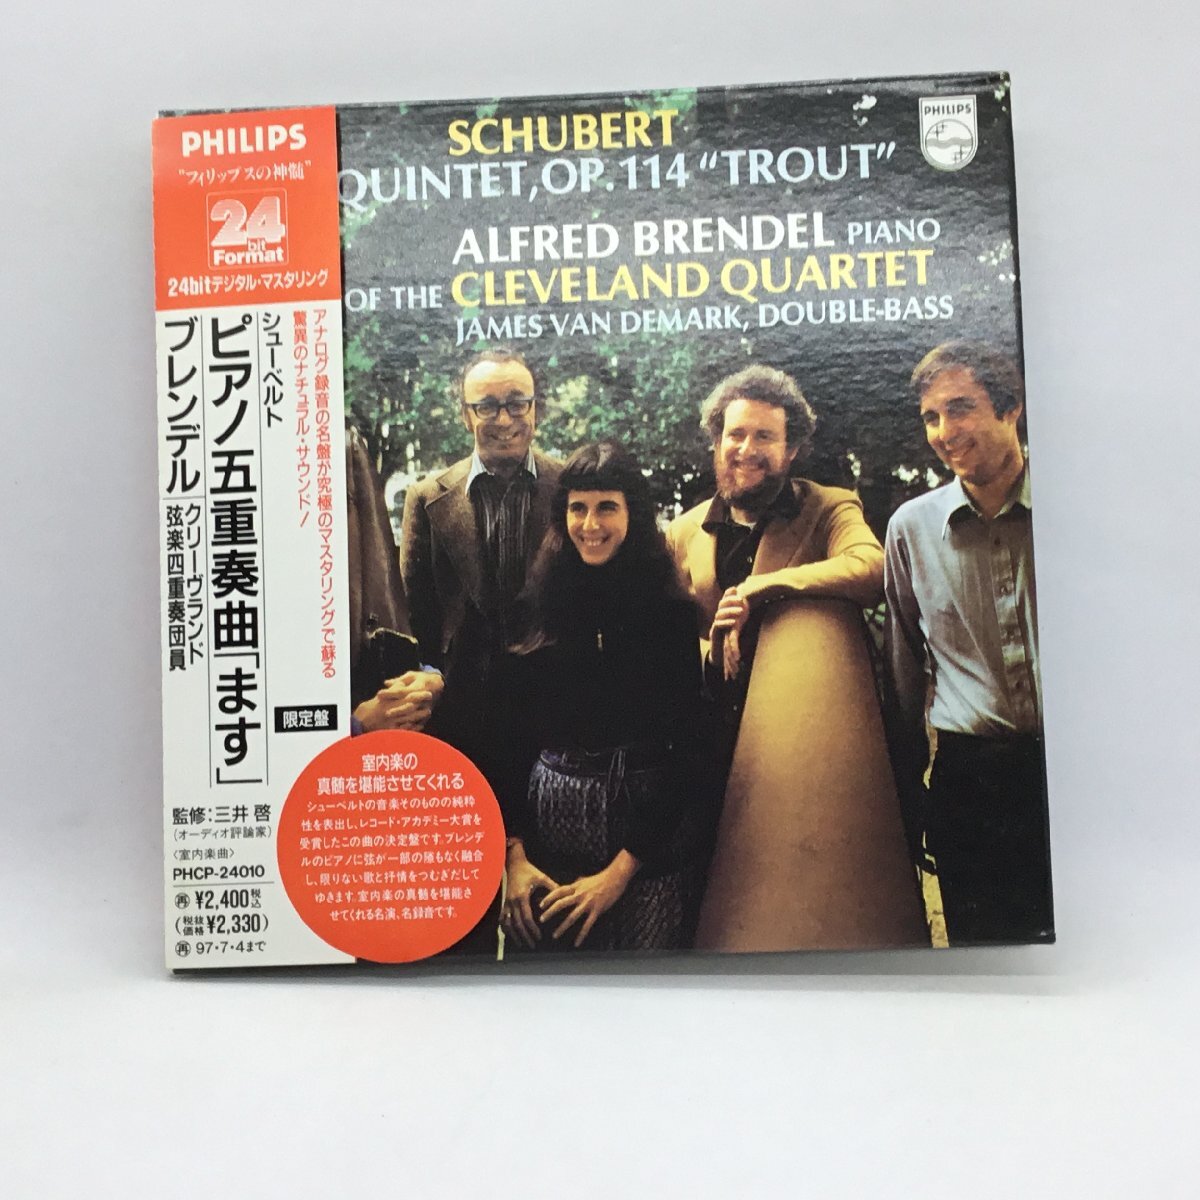 PHILIPS
"フィリップスの神髄"
24
bit
Format
24bitデジタル・マスタリング
アナログ録音の名盤が究極のマスタリングで蘇る
驚異のナチュラル・サウンド!
シューベルト
ピアノ五重奏曲「ます」
ブレンデル
クリーヴランド
弦楽四重奏団員
限定盤
監修:三井 啓
(オーディオ評論家)
〈室内楽曲〉
PHCP-24010
再 ¥2,400 税込
(税抜価格 ¥2,330)
再 97・7・4まで
室内楽の
真髄を堪能させてくれる
シューベルトの音楽そのものの純粋
性を表出し、レコード・アカデミー大賞を
受賞したこの曲の決定盤です。ブレンデ
ルのピアノに弦が一部の隙もなく融合
し、限りない歌と抒情をつむぎだして
ゆきます。室内楽の真髄を堪能さ
せてくれる名演、名録音です。
SCHUBERT
QUINTET, OP. 114 "TROUT"
ALFRED BRENDEL PIANO
OF THE CLEVELAND QUARTET
JAMES VAN DEMARK, DOUBLE-BASS
PHILIPS